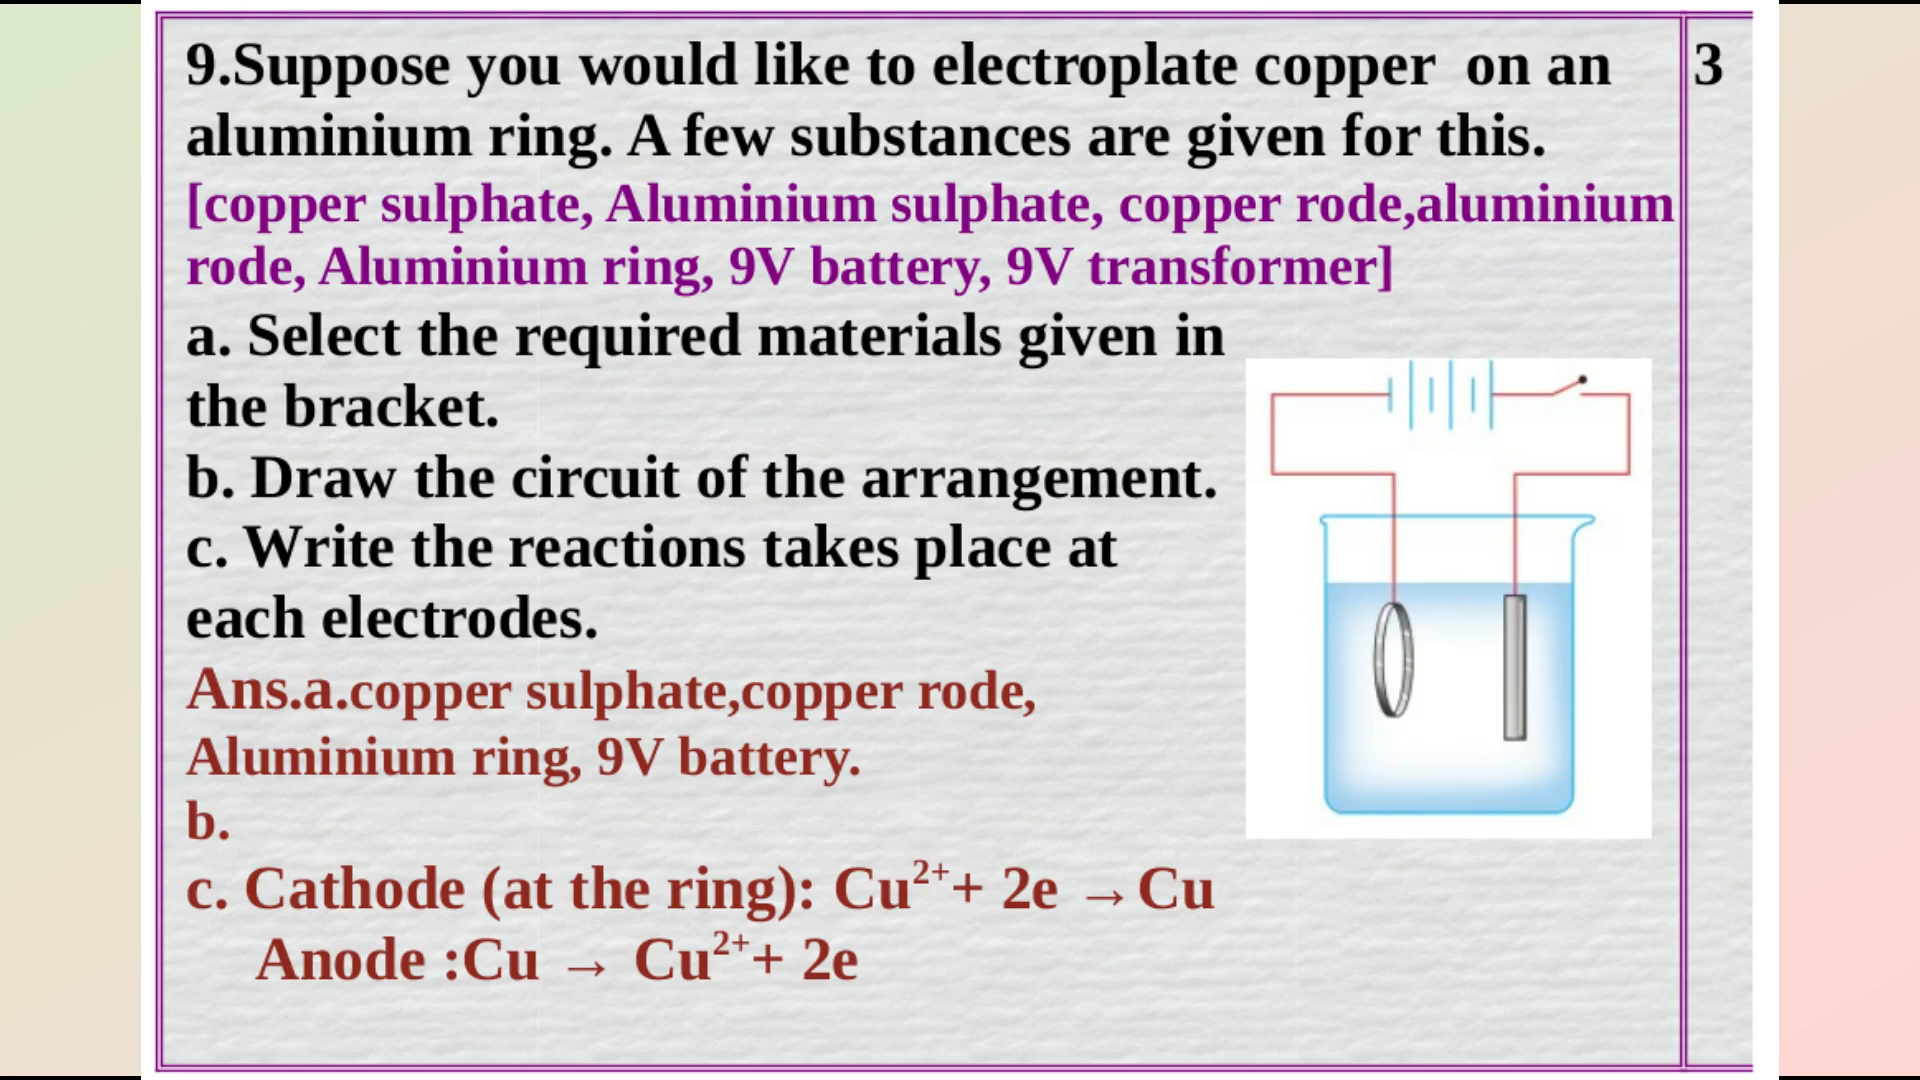 9.Suppose you would like to electroplate copper on an
aluminium ring. A few substances are given for this.
[copper sulphate, Aluminium sulphate, copper rode,aluminium
rode, Aluminium ring, 9V battery, 9V transformer]
a. Select the required materials given in
the bracket.
b. Draw the circuit of the arrangement.
c. Write the reactions takes place at
each electrodes.
Ans.a.copper sulphate,copper rode,
Aluminium ring, 9V battery.
b.
c. Cathode (at the ring): Cu²⁺+ 2e →Cu
Anode :Cu → Cu²⁺+ 2e
3